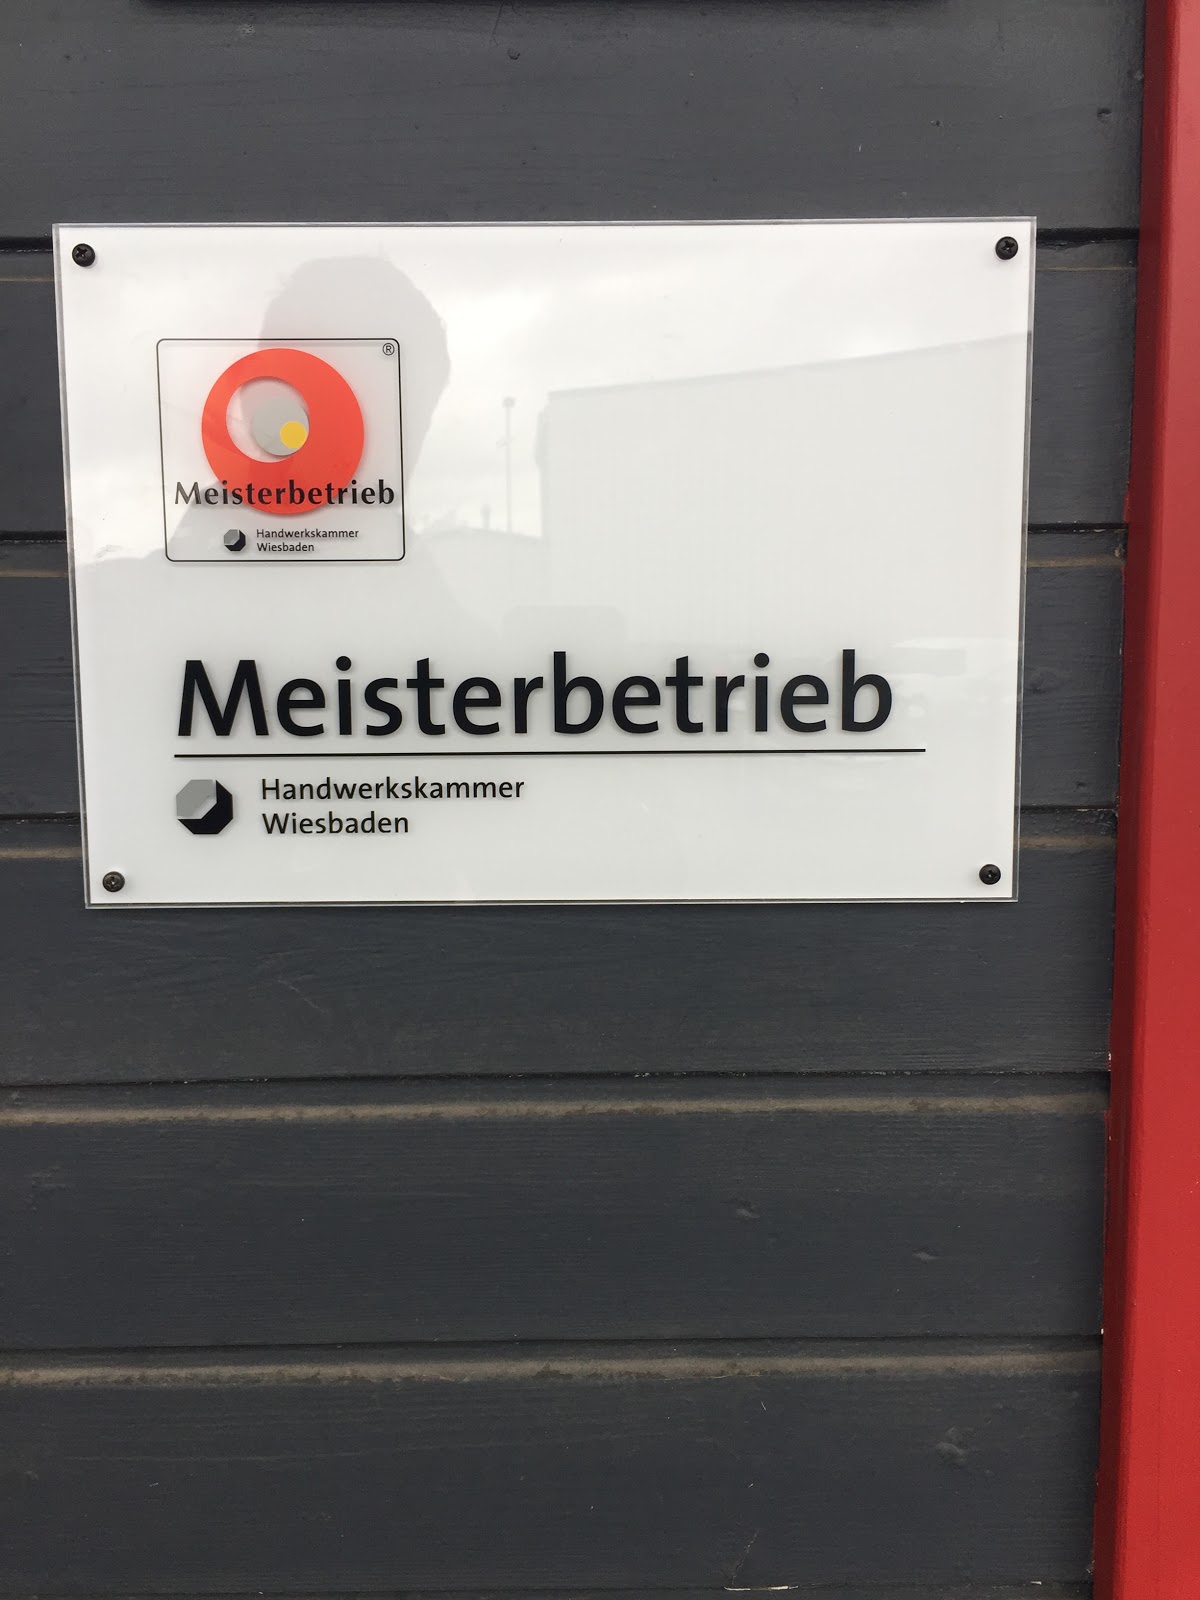 ®
Meisterbetrieb
Handwerkskammer
Wiesbaden
Meisterbetrieb
Handwerkskammer
Wiesbaden